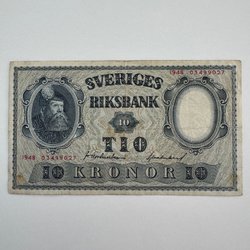 SVERIGES
RIKSBANK
1948 03499027
10
TIO
1948 03499027
10 KRONOR 10